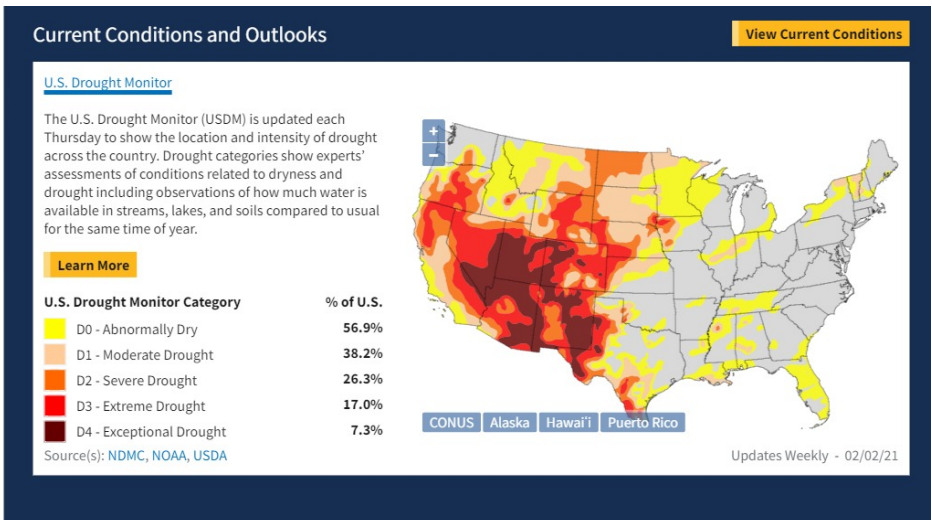 Current Conditions and Outlooks
View Current Conditions
U.S. Drought Monitor
The U.S. Drought Monitor (USDM) is updated each
Thursday to show the location and intensity of drought
across the country. Drought categories show experts’
assessments of conditions related to dryness and
drought including observations of how much water is
available in streams, lakes, and soils compared to usual
for the same time of year.
Learn More
U.S. Drought Monitor Category % of U.S.
D0 - Abnormally Dry 56.9%
D1 - Moderate Drought 38.2%
D2 - Severe Drought 26.3%
D3 - Extreme Drought 17.0%
D4 - Exceptional Drought 7.3%
Source(s): NDMC, NOAA, USDA
+
−
CONUS Alaska Hawaiʻi Puerto Rico
Updates Weekly - 02/02/21